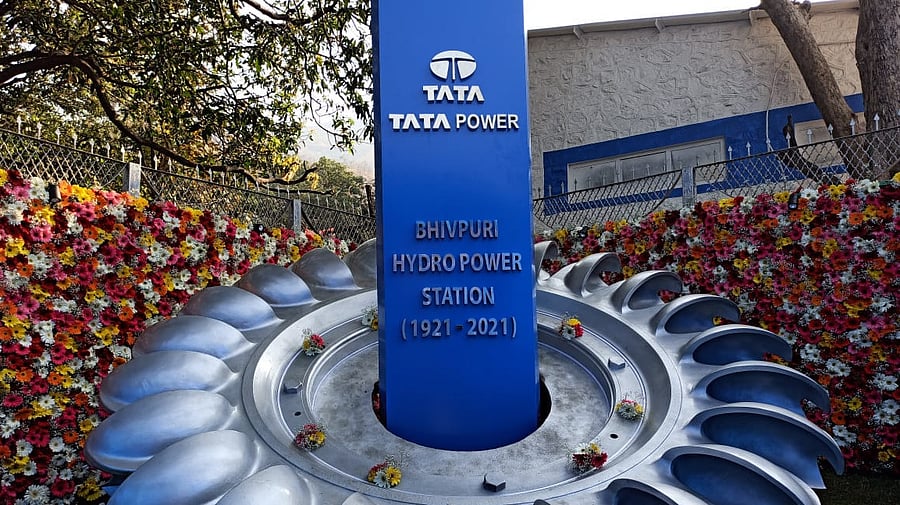 TATA
TATA POWER
BHIVPURI
HYDRO POWER
STATION
(1921 - 2021)